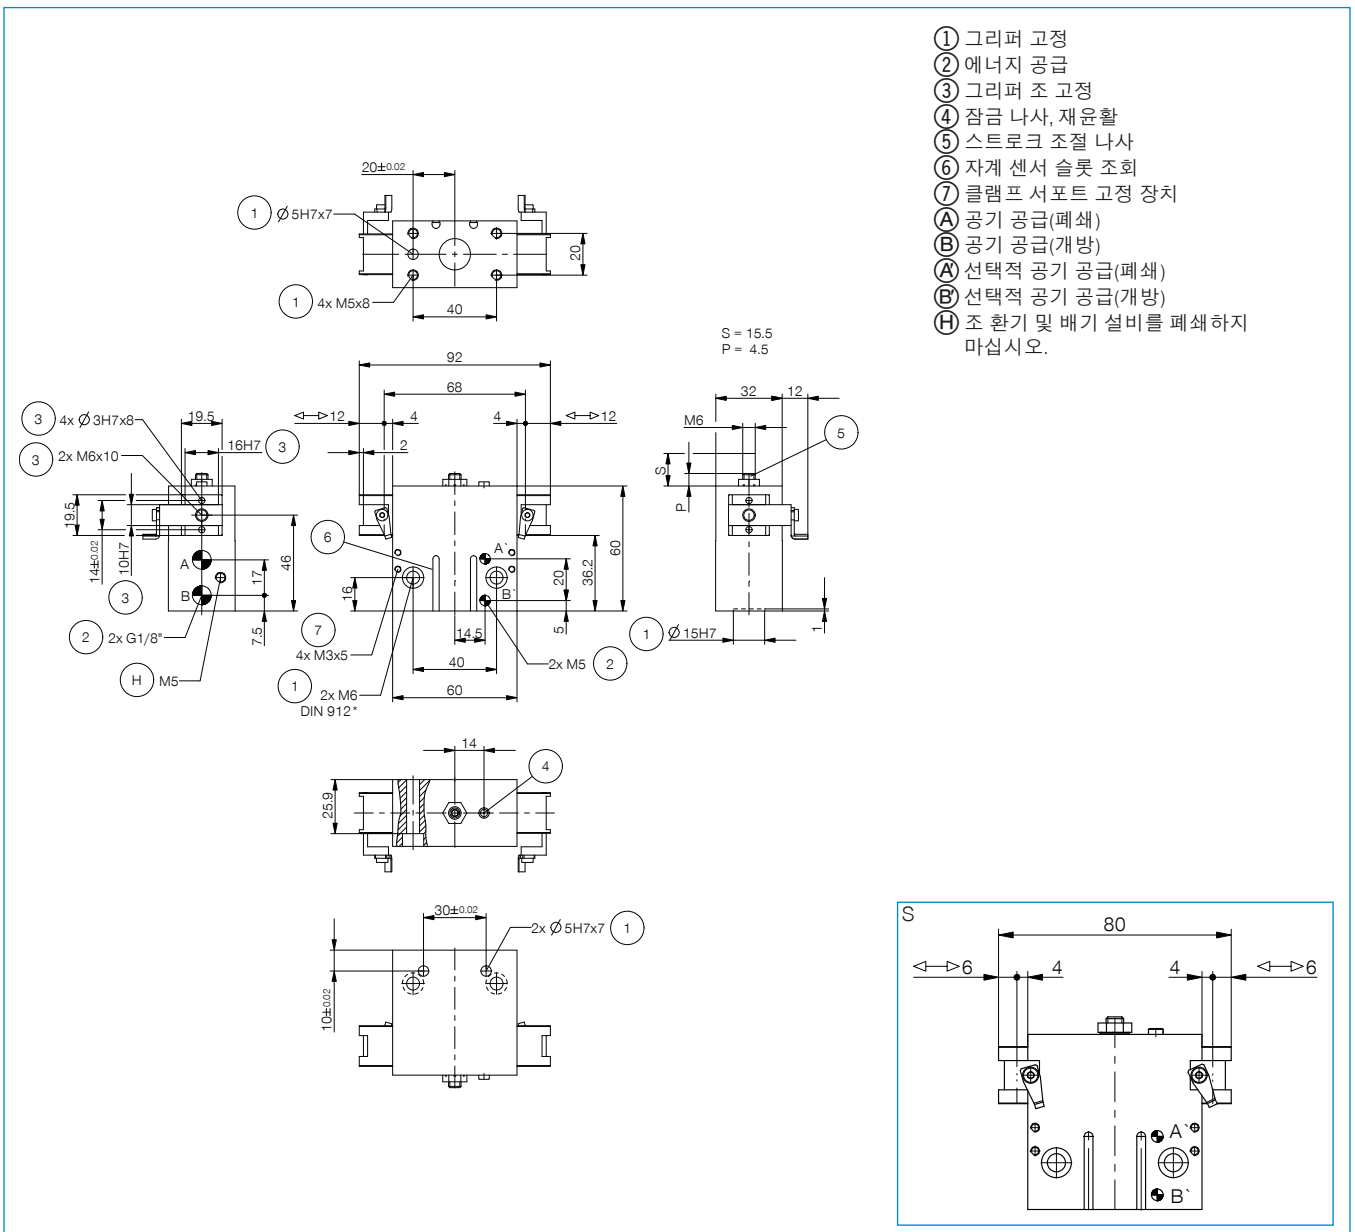 ① 그리퍼 고정
② 에너지 공급
③ 그리퍼 조 고정
④ 잠금 나사, 재윤활
⑤ 스트로크 조절 나사
⑥ 자계 센서 슬롯 조회
⑦ 클램프 서포트 고정 장치
Ⓐ 공기 공급(폐쇄)
Ⓑ 공기 공급(개방)
A' 선택적 공기 공급(폐쇄)
B' 선택적 공기 공급(개방)
Ⓗ 조 환기 및 배기 설비를 폐쇄하지
마십시오.
20±0.02
1 Ø 5H7x7
20
1 4x M5x8
40
S = 15.5
P = 4.5
92
68
12
4
4
12
2
3 4x Ø 3H7x8
19.5
16H7 3
3 2x M6x10
19.5
14±0.02
10H7
3
46
A
17
B
7.5
2 2x G1/8"
H M5
6
A`
B`
16
20
36.2
60
5
14.5
7
4x M3x5
40
2x M5 2
1 2x M6
DIN 912*
60
32
12
M6
5
S
P
1 Ø 15H7
1
14
4
25.9
30±0.02
2x Ø 5H7x7 1
10±0.02
S
80
6
4
4
6
A`
B`